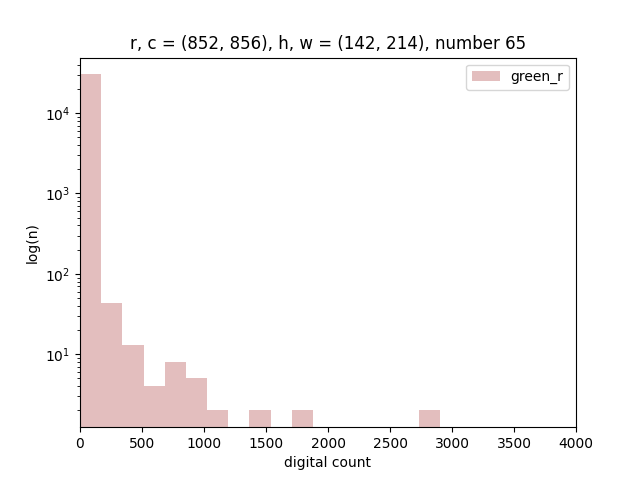 r, c = (852, 856), h, w = (142, 214), number 65
green_r
10^4
10^3
10^2
10^1
log(n)
0 500 1000 1500 2000 2500 3000 3500 4000
digital count